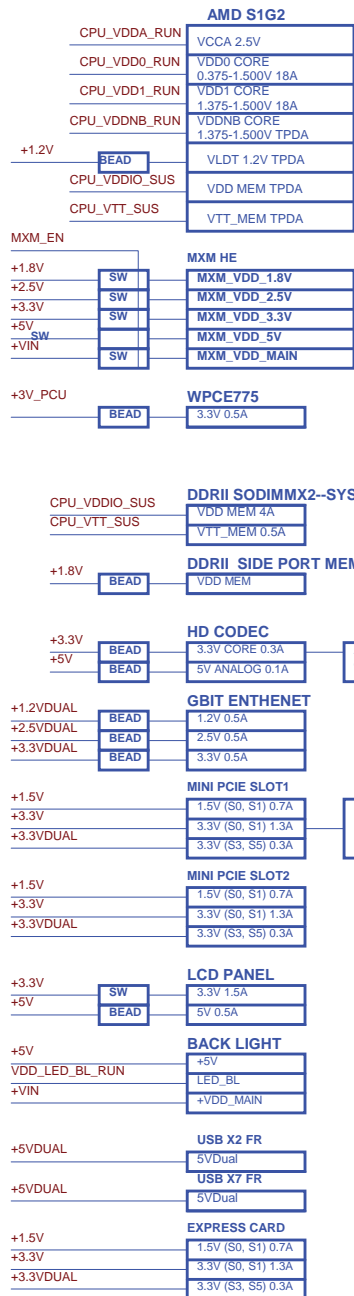 AMD S1G2
CPU_VDDA_RUN
VCCA 2.5V
CPU_VDD0_RUN
VDD0 CORE
0.375-1.500V 18A
CPU_VDD1_RUN
VDD1 CORE
1.375-1.500V 18A
CPU_VDDNB_RUN
VDDNB CORE
1.375-1.500V TPDA
+1.2V
BEAD
VLDT 1.2V TPDA
CPU_VDDIO_SUS
VDD MEM TPDA
CPU_VTT_SUS
VTT_MEM TPDA
MXM_EN
MXM HE
+1.8V
SW
MXM_VDD_1.8V
+2.5V
SW
MXM_VDD_2.5V
+3.3V
SW
MXM_VDD_3.3V
+5V
SW
MXM_VDD_5V
+VIN
SW
MXM_VDD_MAIN
WPCE775
+3V_PCU
BEAD
3.3V 0.5A
DDRII SODIMMX2--SYS
CPU_VDDIO_SUS
VDD MEM 4A
CPU_VTT_SUS
VTT_MEM 0.5A
DDRII SIDE PORT MEM
+1.8V
BEAD
VDD MEM
HD CODEC
+3.3V
BEAD
3.3V CORE 0.3A
+5V
BEAD
5V ANALOG 0.1A
GBIT ENTHENET
+1.2VDUAL
BEAD
1.2V 0.5A
+2.5VDUAL
BEAD
2.5V 0.5A
+3.3VDUAL
BEAD
3.3V 0.5A
MINI PCIE SLOT1
+1.5V
1.5V (S0, S1) 0.7A
+3.3V
3.3V (S0, S1) 1.3A
+3.3VDUAL
3.3V (S3, S5) 0.3A
MINI PCIE SLOT2
+1.5V
1.5V (S0, S1) 0.7A
+3.3V
3.3V (S0, S1) 1.3A
+3.3VDUAL
3.3V (S3, S5) 0.3A
LCD PANEL
+3.3V
SW
3.3V 1.5A
+5V
BEAD
5V 0.5A
BACK LIGHT
+5V
+5V
VDD_LED_BL_RUN
LED_BL
+VIN
+VDD_MAIN
USB X2 FR
+5VDUAL
5VDual
USB X7 FR
+5VDUAL
5VDual
EXPRESS CARD
+1.5V
1.5V (S0, S1) 0.7A
+3.3V
3.3V (S0, S1) 1.3A
+3.3VDUAL
3.3V (S3, S5) 0.3A